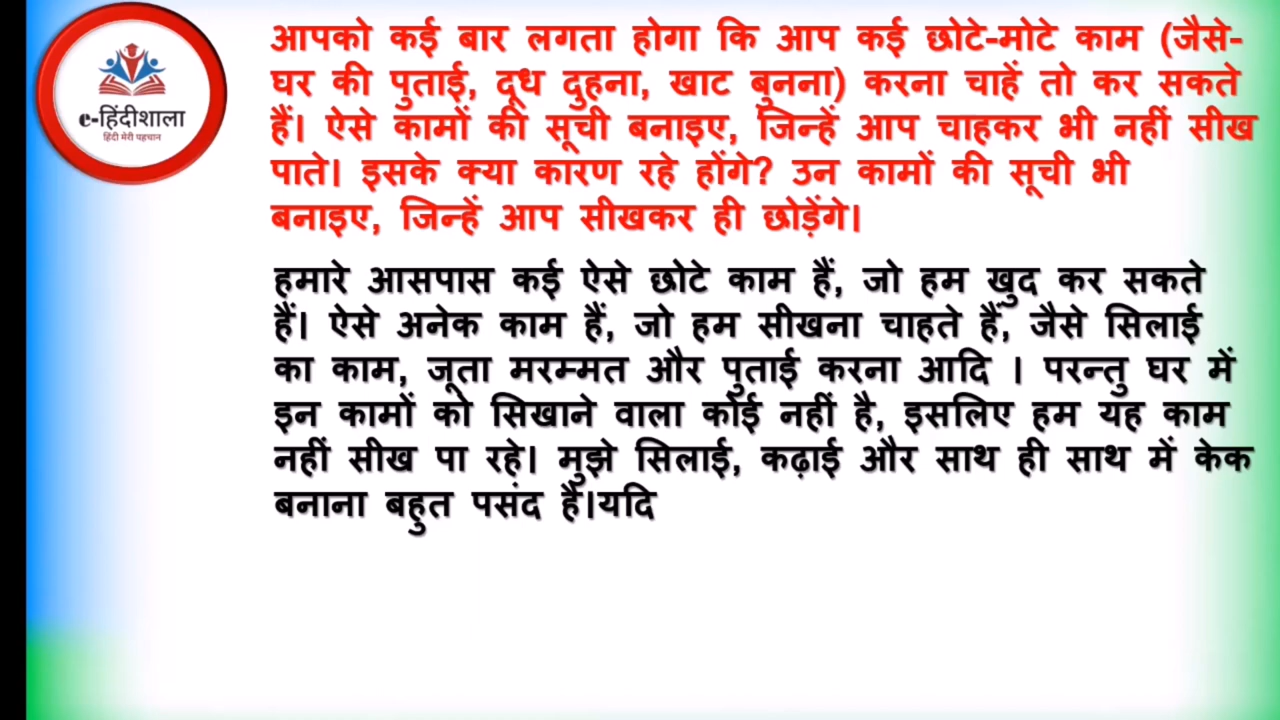 e-हिंदीशाला
हिंदी मेरी पहचान
आपको कई बार लगता होगा कि आप कई छोटे-मोटे काम (जैसे-
घर की पुताई, दूध दुहना, खाट बुनना) करना चाहें तो कर सकते
हैं। ऐसे कामों की सूची बनाइए, जिन्हें आप चाहकर भी नहीं सीख
पाते। इसके क्या कारण रहे होंगे? उन कामों की सूची भी
बनाइए, जिन्हें आप सीखकर ही छोड़ेंगे।
हमारे आसपास कई ऐसे छोटे काम हैं, जो हम खुद कर सकते
हैं। ऐसे अनेक काम हैं, जो हम सीखना चाहते हैं, जैसे सिलाई
का काम, जूता मरम्मत और पुताई करना आदि । परन्तु घर में
इन कामों को सिखाने वाला कोई नहीं है, इसलिए हम यह काम
नहीं सीख पा रहे। मुझे सिलाई, कढ़ाई और साथ ही साथ में केक
बनाना बहुत पसंद है।यदि